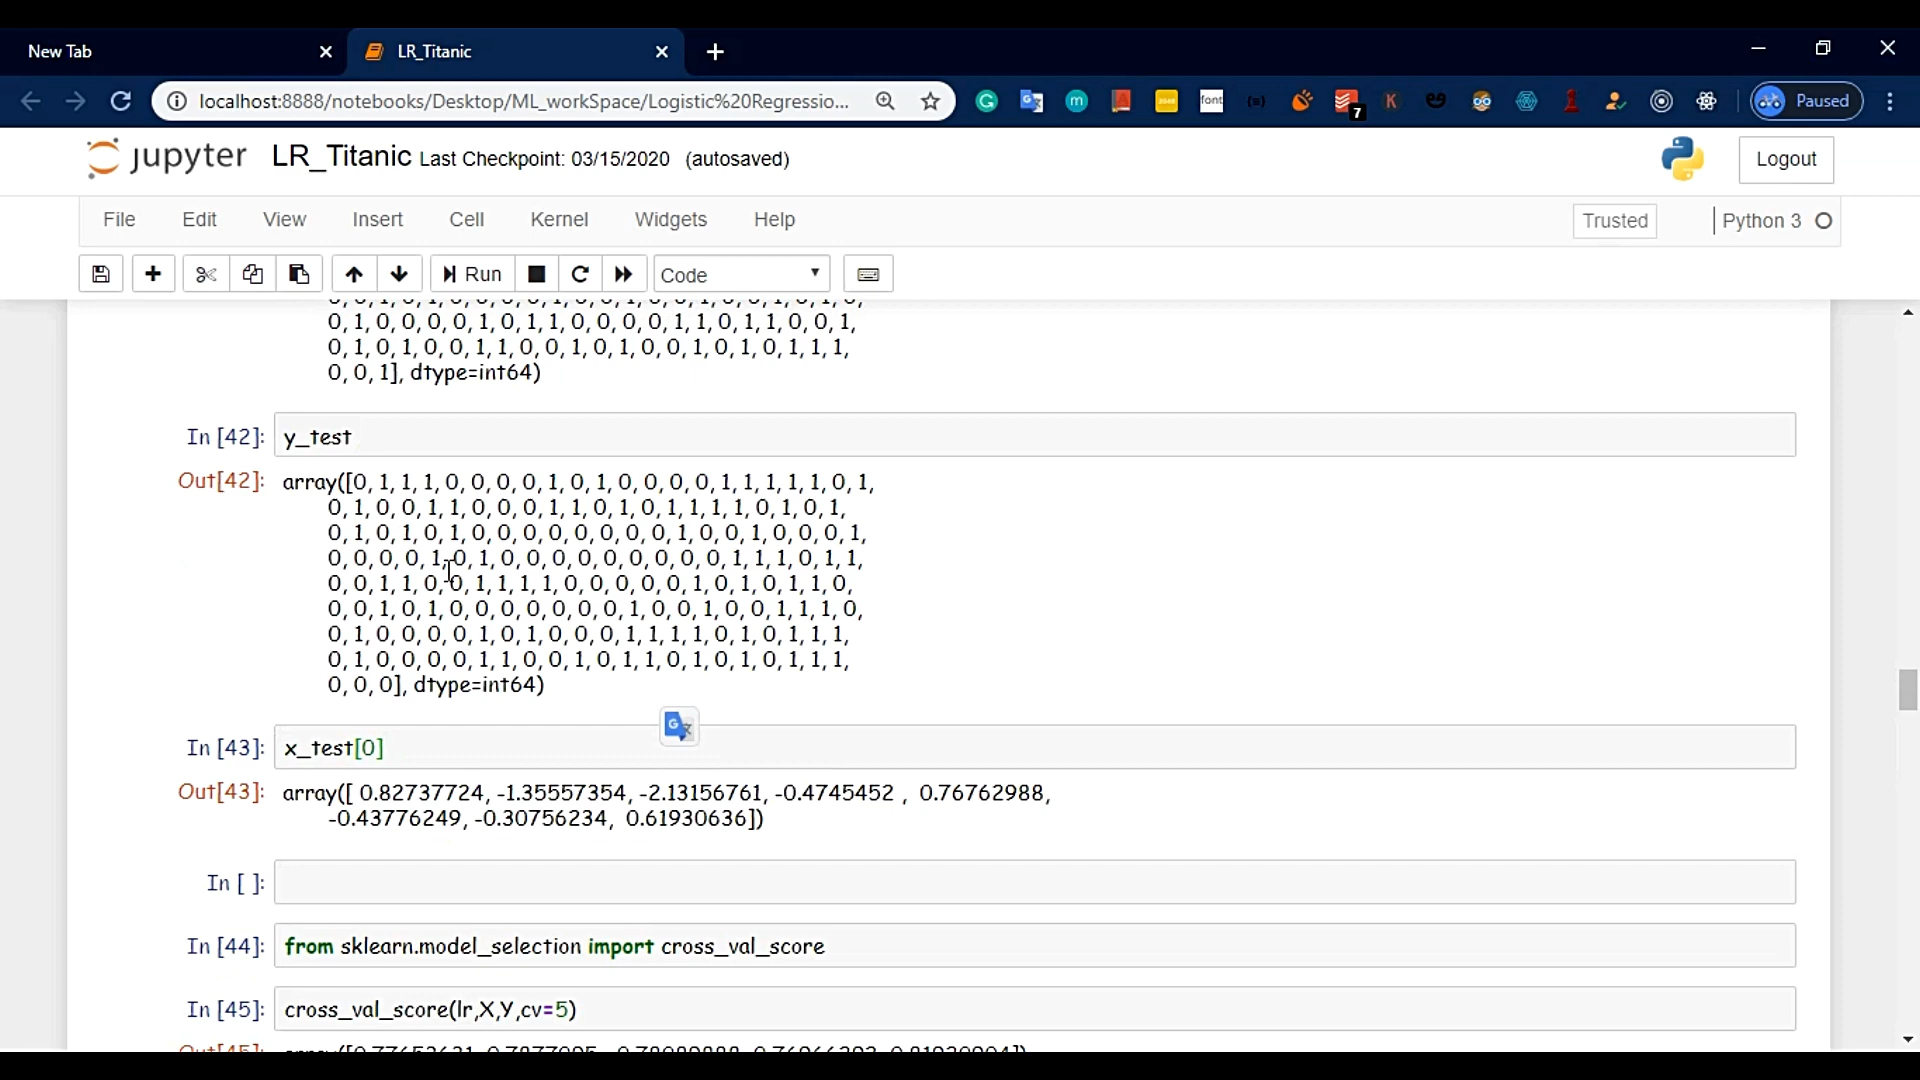 New Tab
LR_Titanic
localhost:8888/notebooks/Desktop/ML_workSpace/Logistic%20Regressio...
7
Paused
jupyter LR_Titanic Last Checkpoint: 03/15/2020 (autosaved)
Logout
File Edit View Insert Cell Kernel Widgets Help
Trusted
Python 3
Run
Code
0, 1, 0, 0, 0, 0, 1, 0, 1, 1, 0, 0, 0, 0, 1, 1, 0, 1, 1, 0, 0, 1,
0, 1, 0, 1, 0, 0, 1, 1, 0, 0, 1, 0, 1, 0, 0, 1, 0, 1, 0, 1, 1, 1,
0, 0, 1], dtype=int64)
In [42]: y_test
Out[42]: array([0, 1, 1, 1, 0, 0, 0, 0, 1, 0, 1, 0, 0, 0, 0, 1, 1, 1, 1, 1, 0, 1,
0, 1, 0, 0, 1, 1, 0, 0, 0, 1, 1, 0, 1, 0, 1, 1, 1, 1, 0, 1, 0, 1,
0, 1, 0, 1, 0, 1, 0, 0, 0, 0, 0, 0, 0, 0, 1, 0, 0, 1, 0, 0, 0, 1,
0, 0, 0, 0, 1, 0, 1, 0, 0, 0, 0, 0, 0, 0, 0, 0, 1, 1, 1, 0, 1, 1,
0, 0, 1, 1, 0, 0, 1, 1, 1, 1, 0, 0, 0, 0, 0, 1, 0, 1, 0, 1, 1, 0,
0, 0, 1, 0, 1, 0, 0, 0, 0, 0, 0, 0, 1, 0, 0, 1, 0, 0, 1, 1, 1, 0,
0, 1, 0, 0, 0, 0, 1, 0, 1, 0, 0, 0, 1, 1, 1, 1, 0, 1, 0, 1, 1, 1,
0, 1, 0, 0, 0, 0, 1, 1, 0, 0, 1, 0, 1, 1, 0, 1, 0, 1, 0, 1, 1, 1,
0, 0, 0], dtype=int64)
In [43]: x_test[0]
Out[43]: array([ 0.82737724, -1.35557354, -2.13156761, -0.4745452 , 0.76762988,
-0.43776249, -0.30756234, 0.61930636])
In [ ]:
In [44]: from sklearn.model_selection import cross_val_score
In [45]: cross_val_score(lr,X,Y,cv=5)